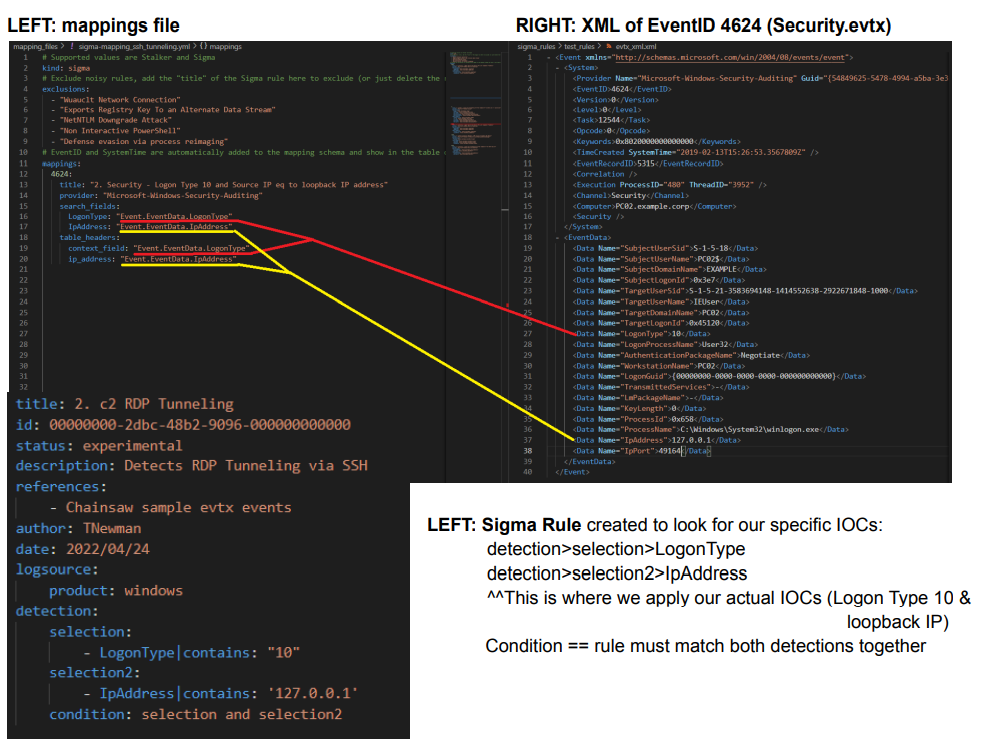 LEFT: mappings file
RIGHT: XML of EventID 4624 (Security.evtx)
mapping_files > ! sigma-mapping_ssh_tunneling.yml > {} mappings
1 # Supported values are Stalker and Sigma
2 kind: sigma
3 # Exclude noisy rules, add the "title" of the Sigma rule here to exclude (or just delete the
4 exclusions:
5 - "Wuauclt Network Connection"
6 - "Exports Registry Key To an Alternate Data Stream"
7 - "NetNTLM Downgrade Attack"
8 - "Non Interactive PowerShell"
9 - "Defense evasion via process reimaging"
10 # EventID and SystemTime are automatically added to the mapping schema and show in the table
11 mappings:
12 4624:
13 title: "2. Security - Logon Type 10 and Source IP eq to loopback IP address"
14 provider: "Microsoft-Windows-Security-Auditing"
15 search_fields:
16 LogonType: "Event.EventData.LogonType"
17 IpAddress: "Event.EventData.IpAddress"
18 table_headers:
19 context_field: "Event.EventData.LogonType"
20 ip_address: "Event.EventData.IpAddress"
21
22
23
24
25
26
27
28
29
30
31
32
sigma_rules > test_rules > evtx_xml.xml
1 - <Event xmlns="http://schemas.microsoft.com/win/2004/08/events/event">
2 - <System>
3 <Provider Name="Microsoft-Windows-Security-Auditing" Guid="{54849625-5478-4994-a5ba-3e3
4 <EventID>4624</EventID>
5 <Version>0</Version>
6 <Level>0</Level>
7 <Task>12544</Task>
8 <Opcode>0</Opcode>
9 <Keywords>0x8020000000000000</Keywords>
10 <TimeCreated SystemTime="2019-02-13T15:26:53.3567809Z" />
11 <EventRecordID>5315</EventRecordID>
12 <Correlation />
13 <Execution ProcessID="480" ThreadID="3952" />
14 <Channel>Security</Channel>
15 <Computer>PC02.example.corp</Computer>
16 <Security />
17 </System>
18 - <EventData>
19 <Data Name="SubjectUserSid">S-1-5-18</Data>
20 <Data Name="SubjectUserName">PC02$</Data>
21 <Data Name="SubjectDomainName">EXAMPLE</Data>
22 <Data Name="SubjectLogonId">0x3e7</Data>
23 <Data Name="TargetUserSid">S-1-5-21-3583694148-1414552638-2922671848-1000</Data>
24 <Data Name="TargetUserName">IEUser</Data>
25 <Data Name="TargetDomainName">PC02</Data>
26 <Data Name="TargetLogonId">0x45120</Data>
27 <Data Name="LogonType">10</Data>
28 <Data Name="LogonProcessName">User32</Data>
29 <Data Name="AuthenticationPackageName">Negotiate</Data>
30 <Data Name="WorkstationName">PC02</Data>
31 <Data Name="LogonGuid">{00000000-0000-0000-0000-000000000000}</Data>
32 <Data Name="TransmittedServices">-</Data>
33 <Data Name="LmPackageName">-</Data>
34 <Data Name="KeyLength">0</Data>
35 <Data Name="ProcessId">0x658</Data>
36 <Data Name="ProcessName">C:\Windows\System32\winlogon.exe</Data>
37 <Data Name="IpAddress">127.0.0.1</Data>
38 <Data Name="IpPort">49164</Data>
39 </EventData>
40 </Event>
title: 2. c2 RDP Tunneling
id: 00000000-2dbc-48b2-9096-000000000000
status: experimental
description: Detects RDP Tunneling via SSH
references:
- Chainsaw sample evtx events
author: TNewman
date: 2022/04/24
logsource:
product: windows
detection:
selection:
- LogonType|contains: "10"
selection2:
- IpAddress|contains: '127.0.0.1'
condition: selection and selection2
LEFT: Sigma Rule created to look for our specific IOCs:
detection>selection>LogonType
detection>selection2>IpAddress
^^This is where we apply our actual IOCs (Logon Type 10 &
loopback IP)
Condition == rule must match both detections together